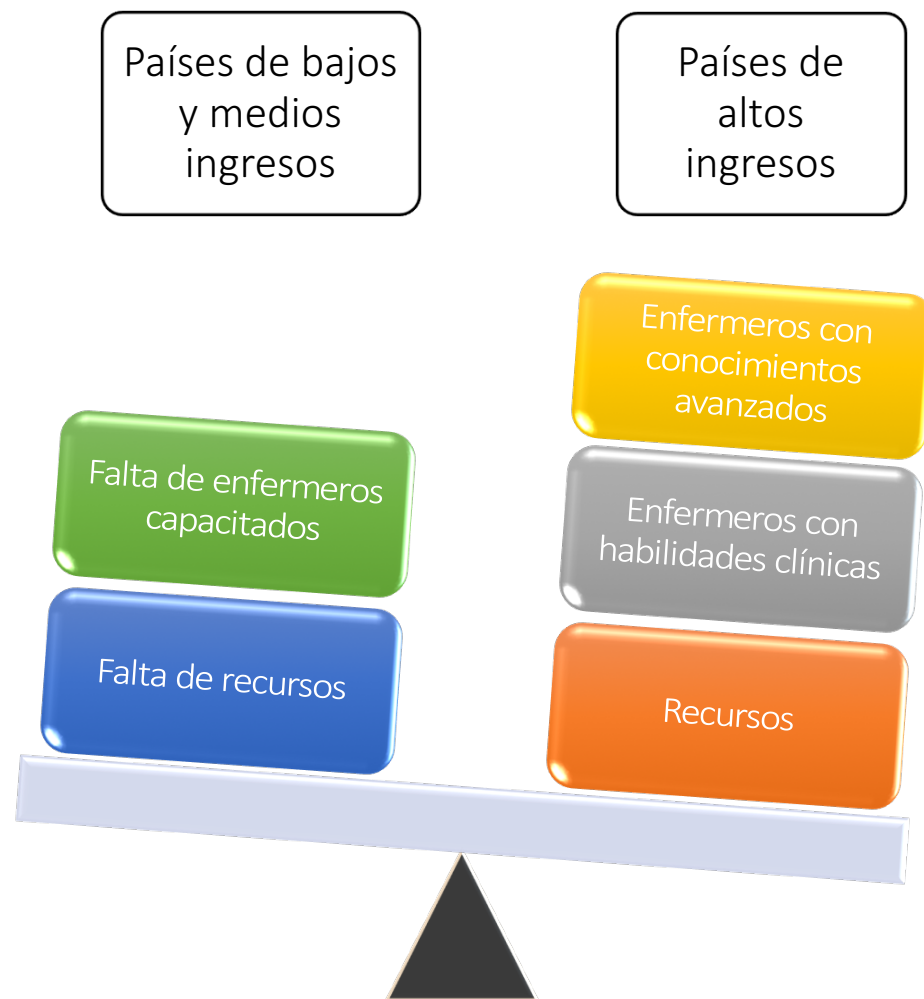 Países de bajos
y medios
ingresos
Países de
altos
ingresos
Enfermeros con
conocimientos
avanzados
Falta de enfermeros
capacitados
Enfermeros con
habilidades clínicas
Falta de recursos
Recursos